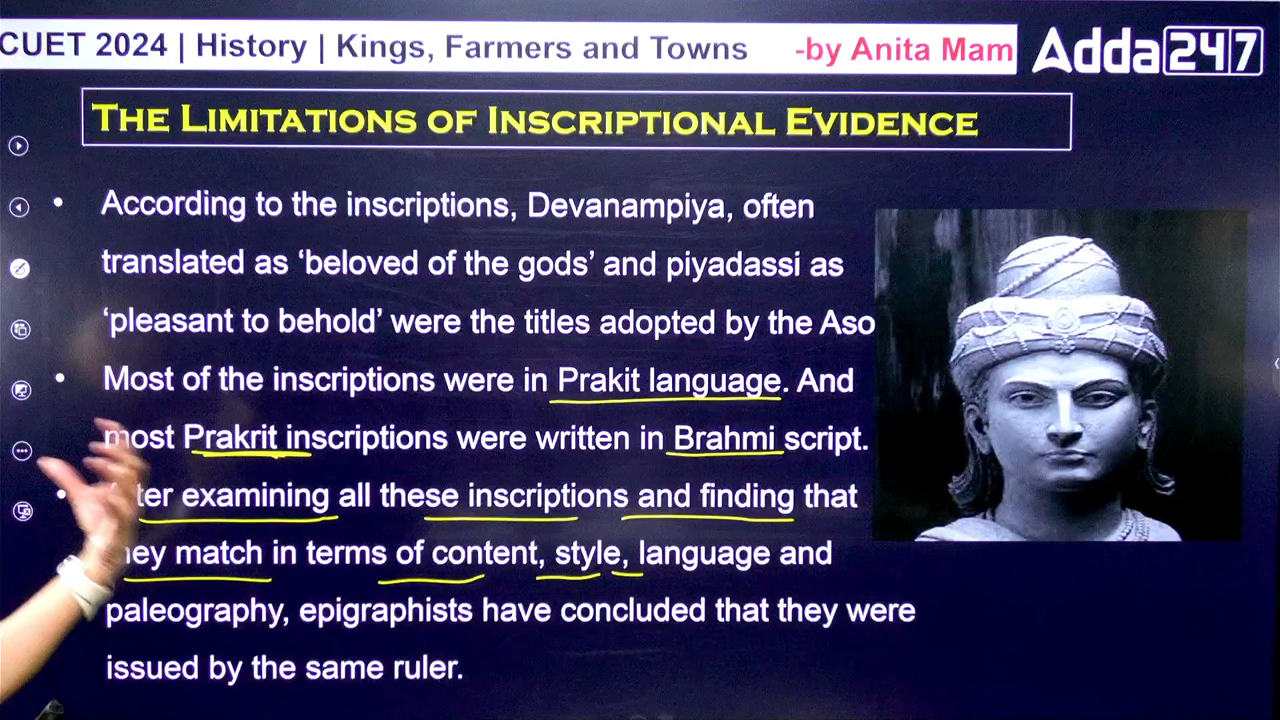 CUET 2024 | History | Kings, Farmers and Towns -by Anita Mam Adda247
THE LIMITATIONS OF INSCRIPTIONAL EVIDENCE
• According to the inscriptions, Devanampiya, often
translated as ‘beloved of the gods’ and piyadassi as
‘pleasant to behold’ were the titles adopted by the Aso
• Most of the inscriptions were in Prakit language. And
most Prakrit inscriptions were written in Brahmi script.
• examining all these inscriptions and finding that
match in terms of content, style, language and
paleography, epigraphists have concluded that they were
issued by the same ruler.